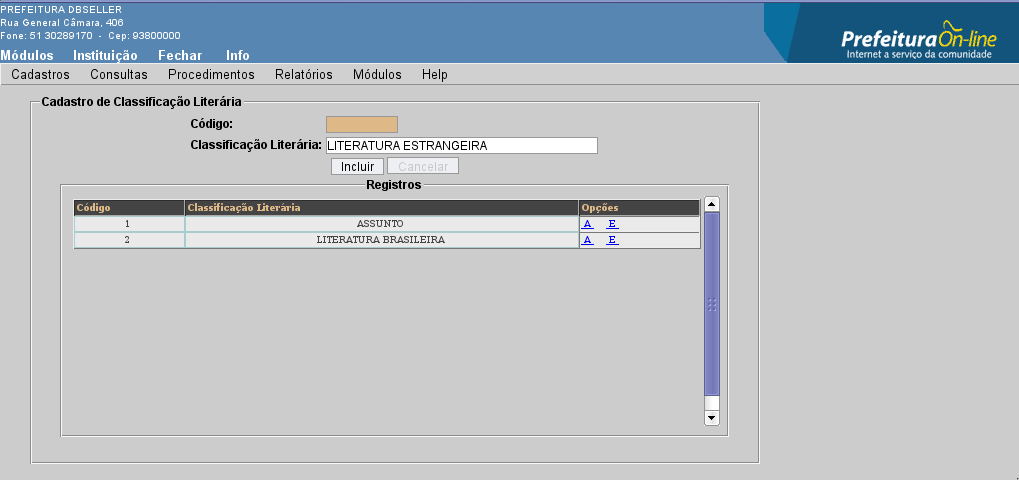 PREFEITURA DBSELLER
Rua General Câmara, 406
Fone: 51 30289170 - Cep: 93800000
Módulos Instituição Fechar Info
PrefeituraOn-line
Internet a serviço da comunidade
Cadastros Consultas Procedimentos Relatórios Módulos Help
Cadastro de Classificação Literária
Código:
Classificação Literária: LITERATURA ESTRANGEIRA
Incluir Cancelar
Registros
Código Classificação Literária Opções
1 ASSUNTO A E
2 LITERATURA BRASILEIRA A E